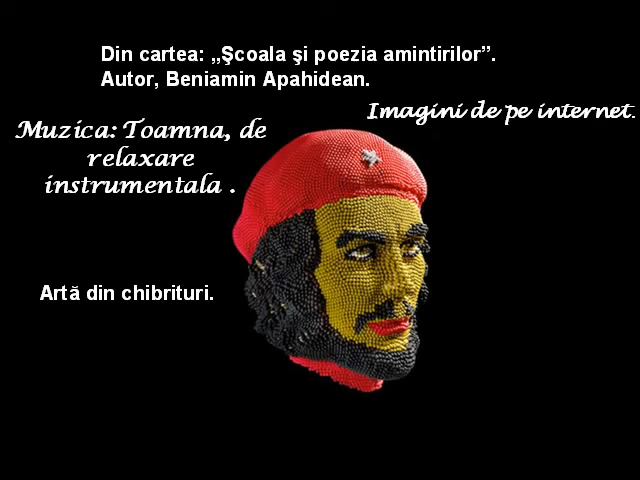 Din cartea: „Şcoala şi poezia amintirilor”.
Autor, Beniamin Apahidean.
Imagini de pe internet.
Muzica: Toamna, de
relaxare
instrumentala .
Artă din chibrituri.